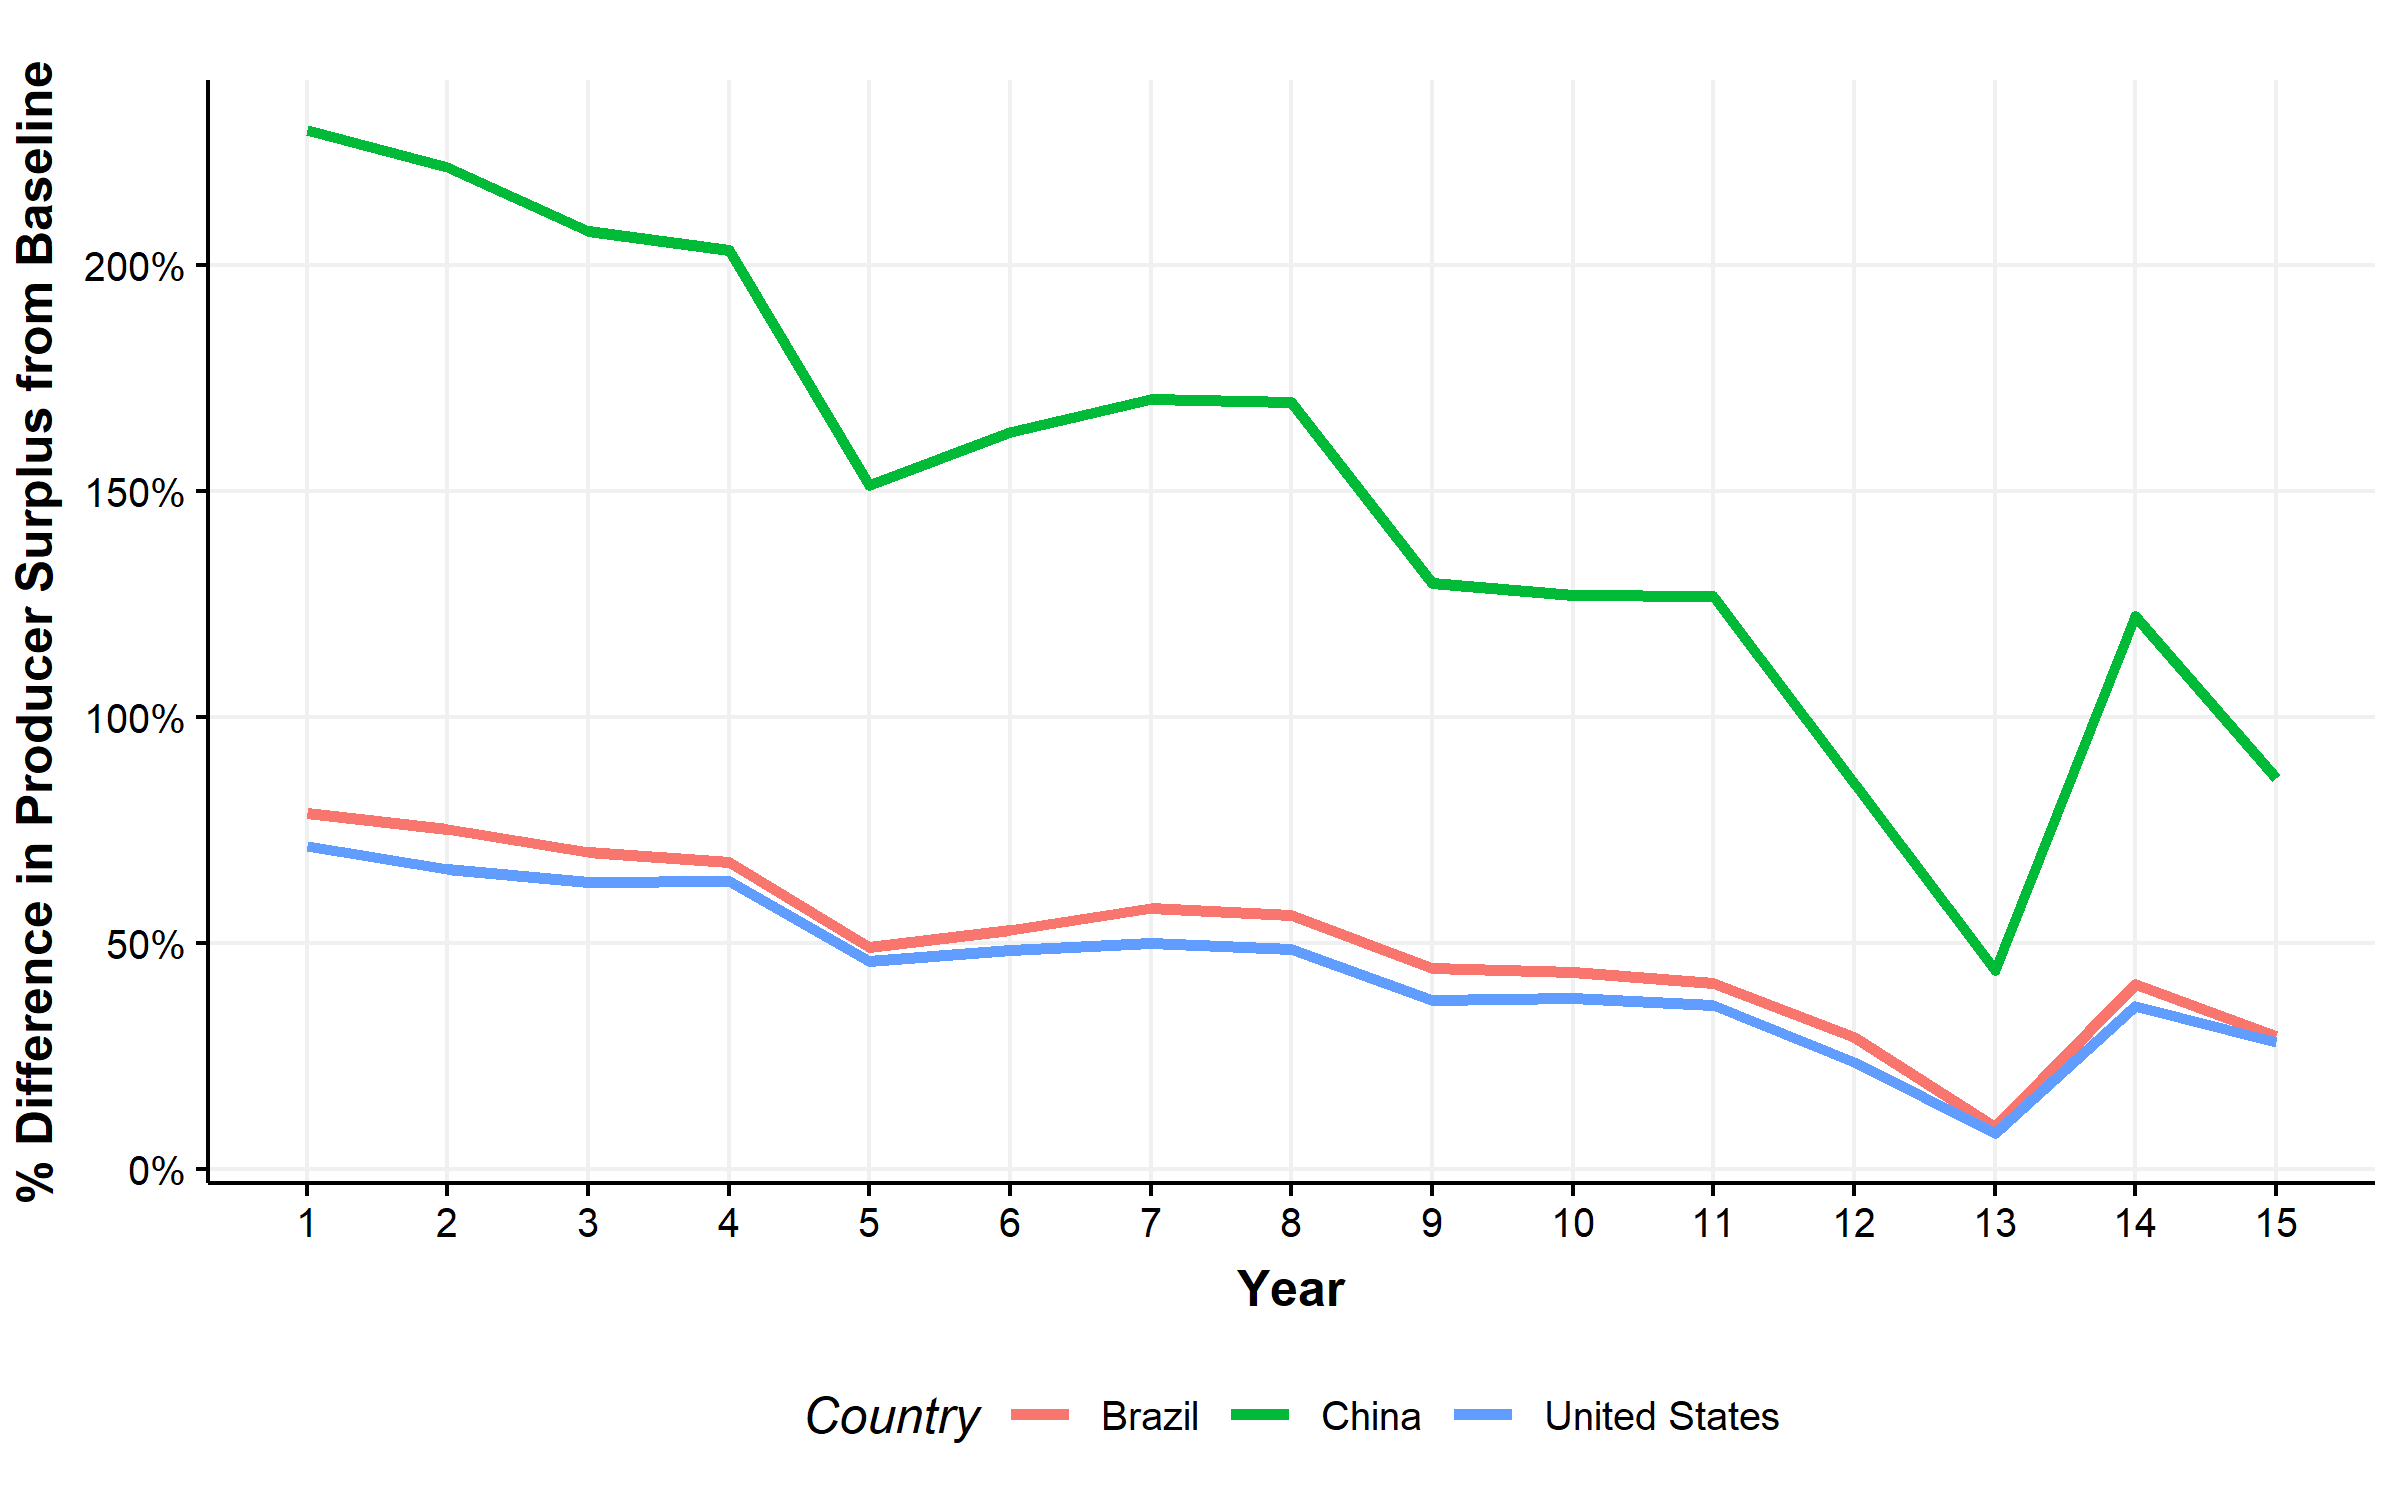 % Difference in Producer Surplus from Baseline
200%
150%
100%
50%
0%
1 2 3 4 5 6 7 8 9 10 11 12 13 14 15
Year
Country Brazil China United States